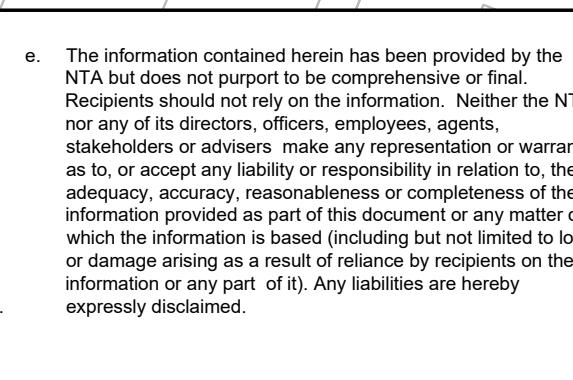 e. The information contained herein has been provided by the
NTA but does not purport to be comprehensive or final.
Recipients should not rely on the information.  Neither the
nor any of its directors, officers, employees, agents,
stakeholders or advisers  make any representation or
as to, or accept any liability or responsibility in relation to,
adequacy, accuracy, reasonableness or completeness of
information provided as part of this document or any matter
which the information is based (including but not limited to
or damage arising as a result of reliance by recipients on the
information or any part  of it). Any liabilities are hereby
expressly disclaimed.